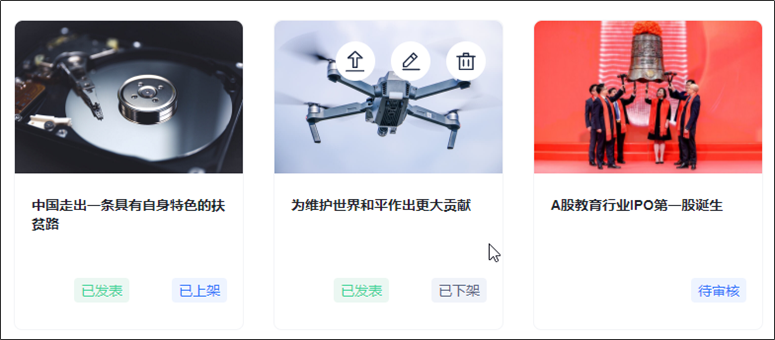 中国走出一条具有自身特色的扶
贫路
已发表
已上架
为维护世界和平作出更大贡献
已发表
已下架
A股教育行业IPO第一股诞生
待审核